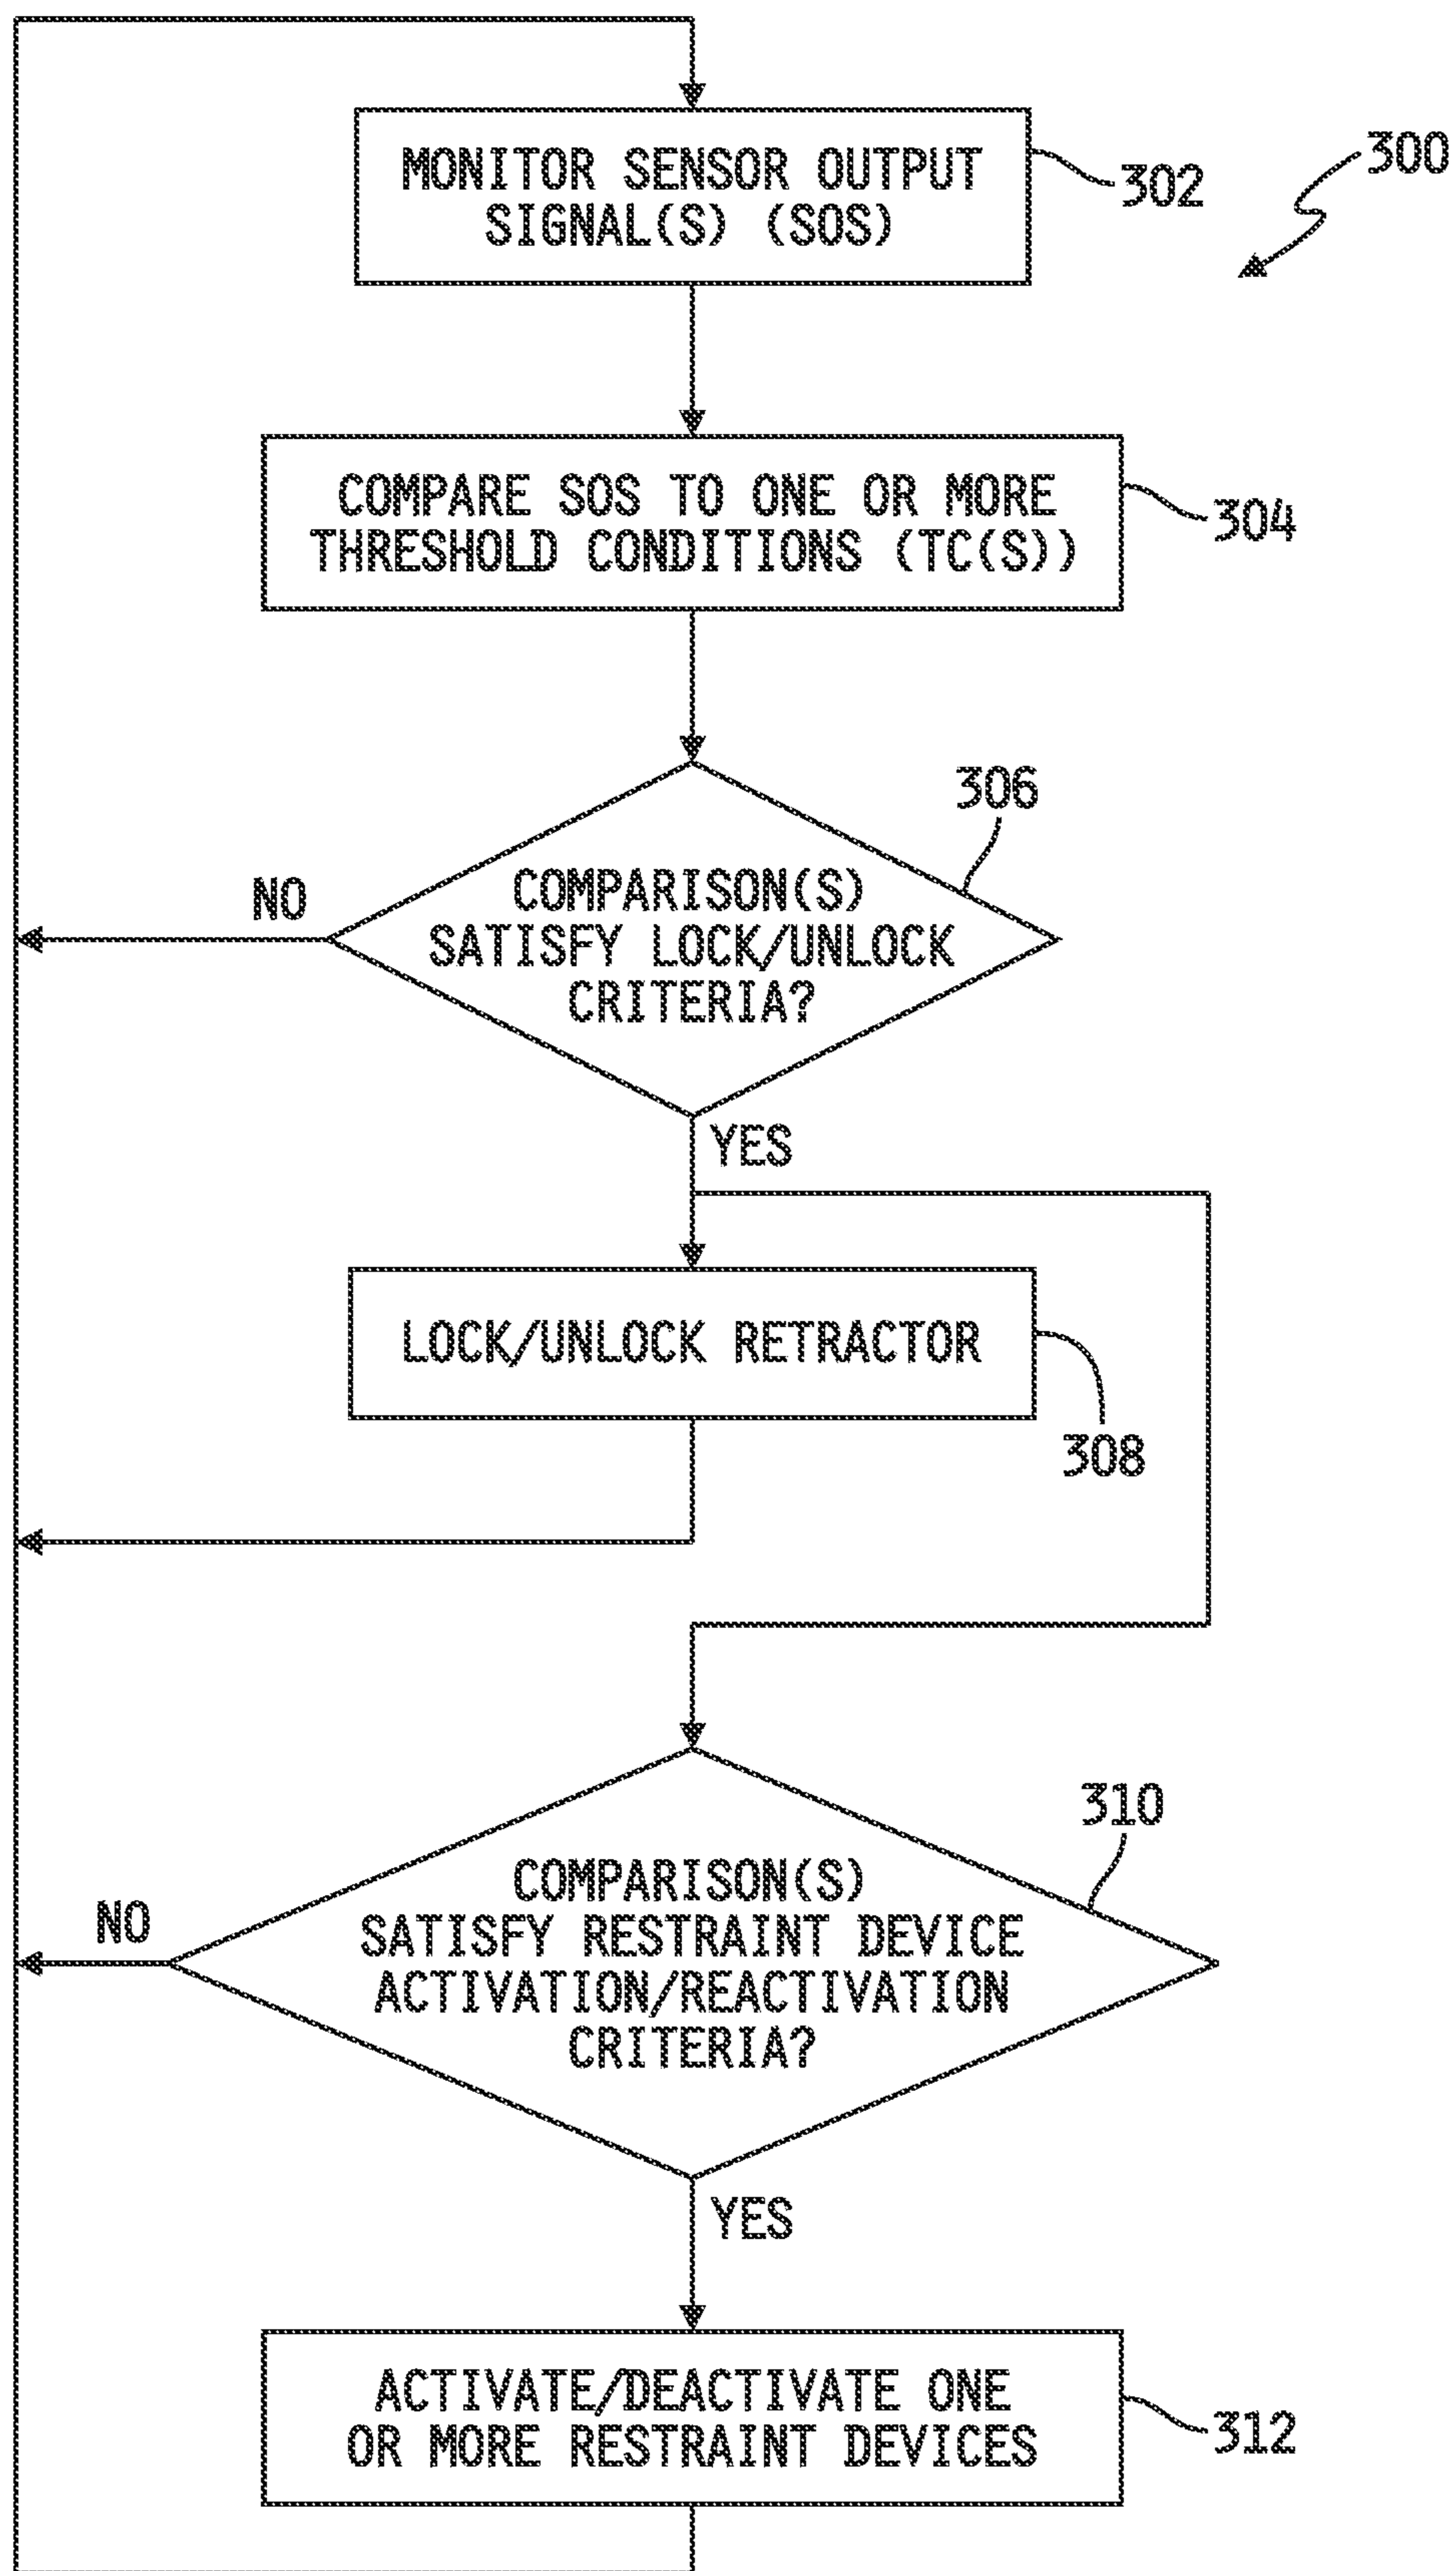 300
MONITOR SENSOR OUTPUT
SIGNAL(S) (SOS)
302
COMPARE SOS TO ONE OR MORE
THRESHOLD CONDITIONS (TC(S))
304
306
COMPARISON(S)
SATISFY LOCK/UNLOCK
CRITERIA?
NO
YES
LOCK/UNLOCK RETRACTOR
308
310
COMPARISON(S)
SATISFY RESTRAINT DEVICE
ACTIVATION/REACTIVATION
CRITERIA?
NO
YES
ACTIVATE/DEACTIVATE ONE
OR MORE RESTRAINT DEVICES
312